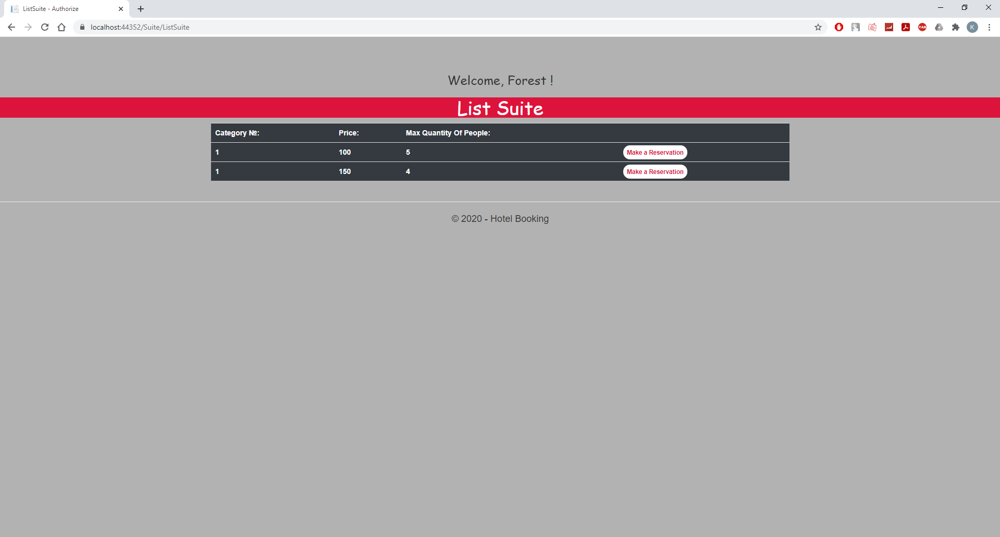 ListSuite - Authorize
localhost:44352/Suite/ListSuite
YAB
K
Welcome, Forest !
List Suite
Category №: Price: Max Quantity Of People:
1 100 5 Make a Reservation
1 150 4 Make a Reservation
© 2020 - Hotel Booking